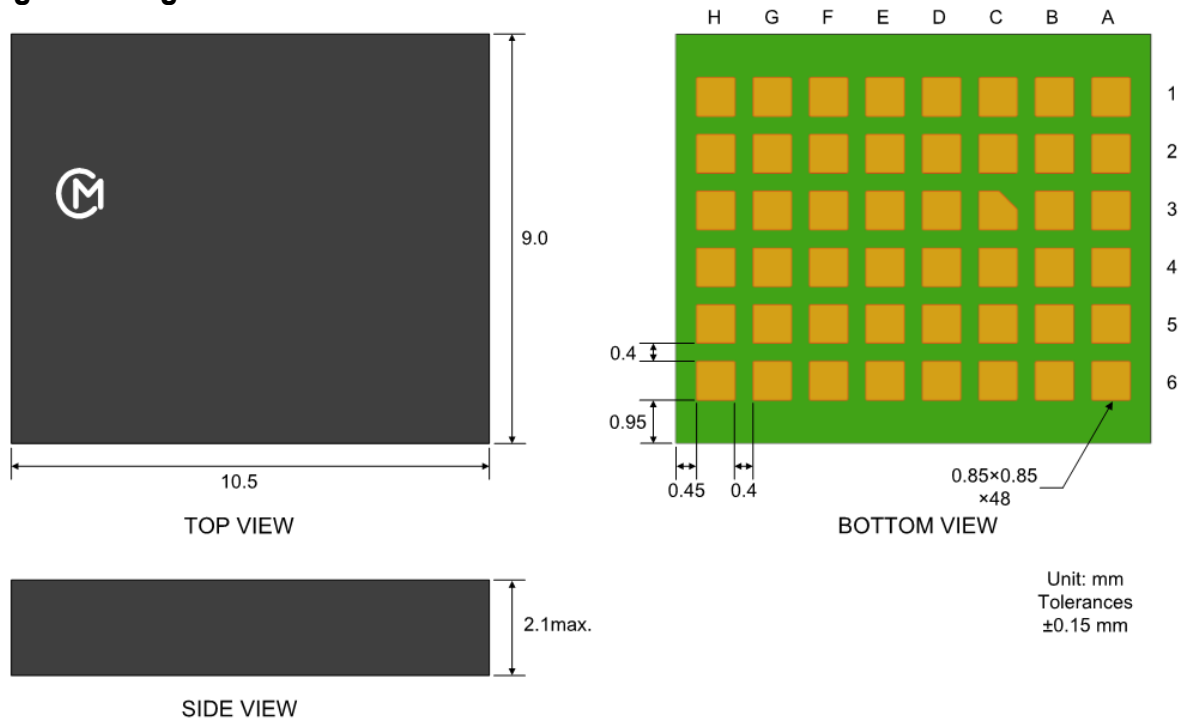 H G F E D C B A
1
2
3
4
5
6
9.0
10.5
TOP VIEW
0.4
0.95
0.45
0.4
0.85×0.85
×48
BOTTOM VIEW
2.1max.
SIDE VIEW
Unit: mm
Tolerances
±0.15 mm